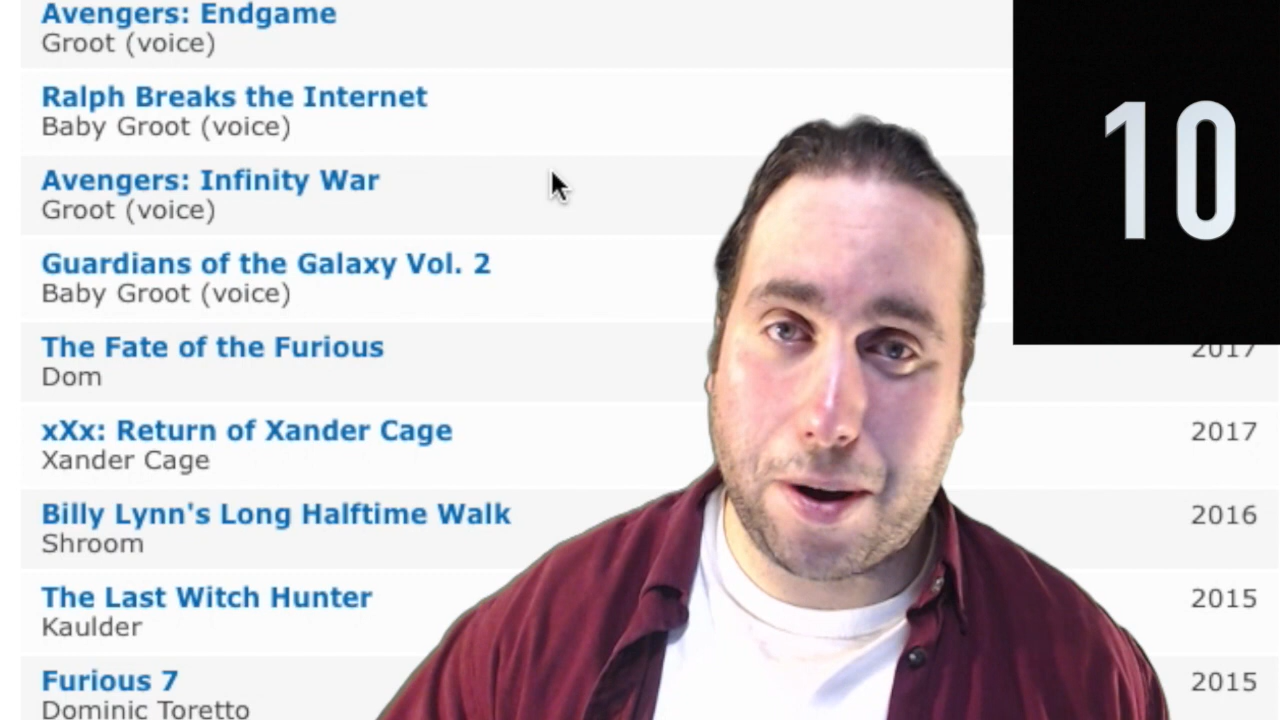 Avengers: Endgame
Groot (voice)
Ralph Breaks the Internet
Baby Groot (voice)
10
Avengers: Infinity War
Groot (voice)
Guardians of the Galaxy Vol. 2
Baby Groot (voice)
The Fate of the Furious
2017
Dom
xXx: Return of Xander Cage
2017
Xander Cage
Billy Lynn's Long Halftime Walk
2016
Shroom
The Last Witch Hunter
2015
Kaulder
Furious 7
2015
Dominic Toretto